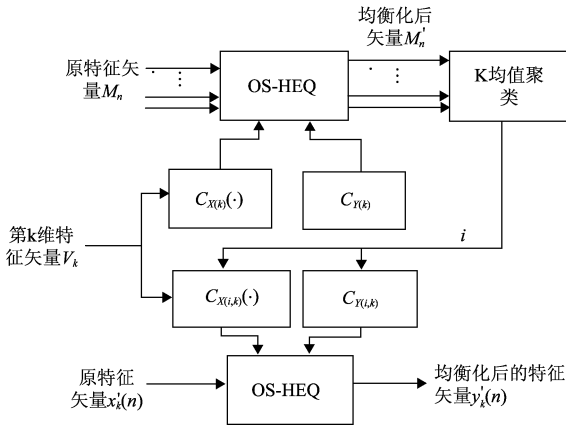 均衡化后
矢量M'n
原特征矢
量Mn
OS-HEQ
K均值聚
类
CX(k)(·)
CY(k)
第k维特
征矢量Vk
i
CX(i,k)(·)
CY(i,k)
原特征
矢量x'k(n)
OS-HEQ
均衡化后的特征
矢量y'k(n)